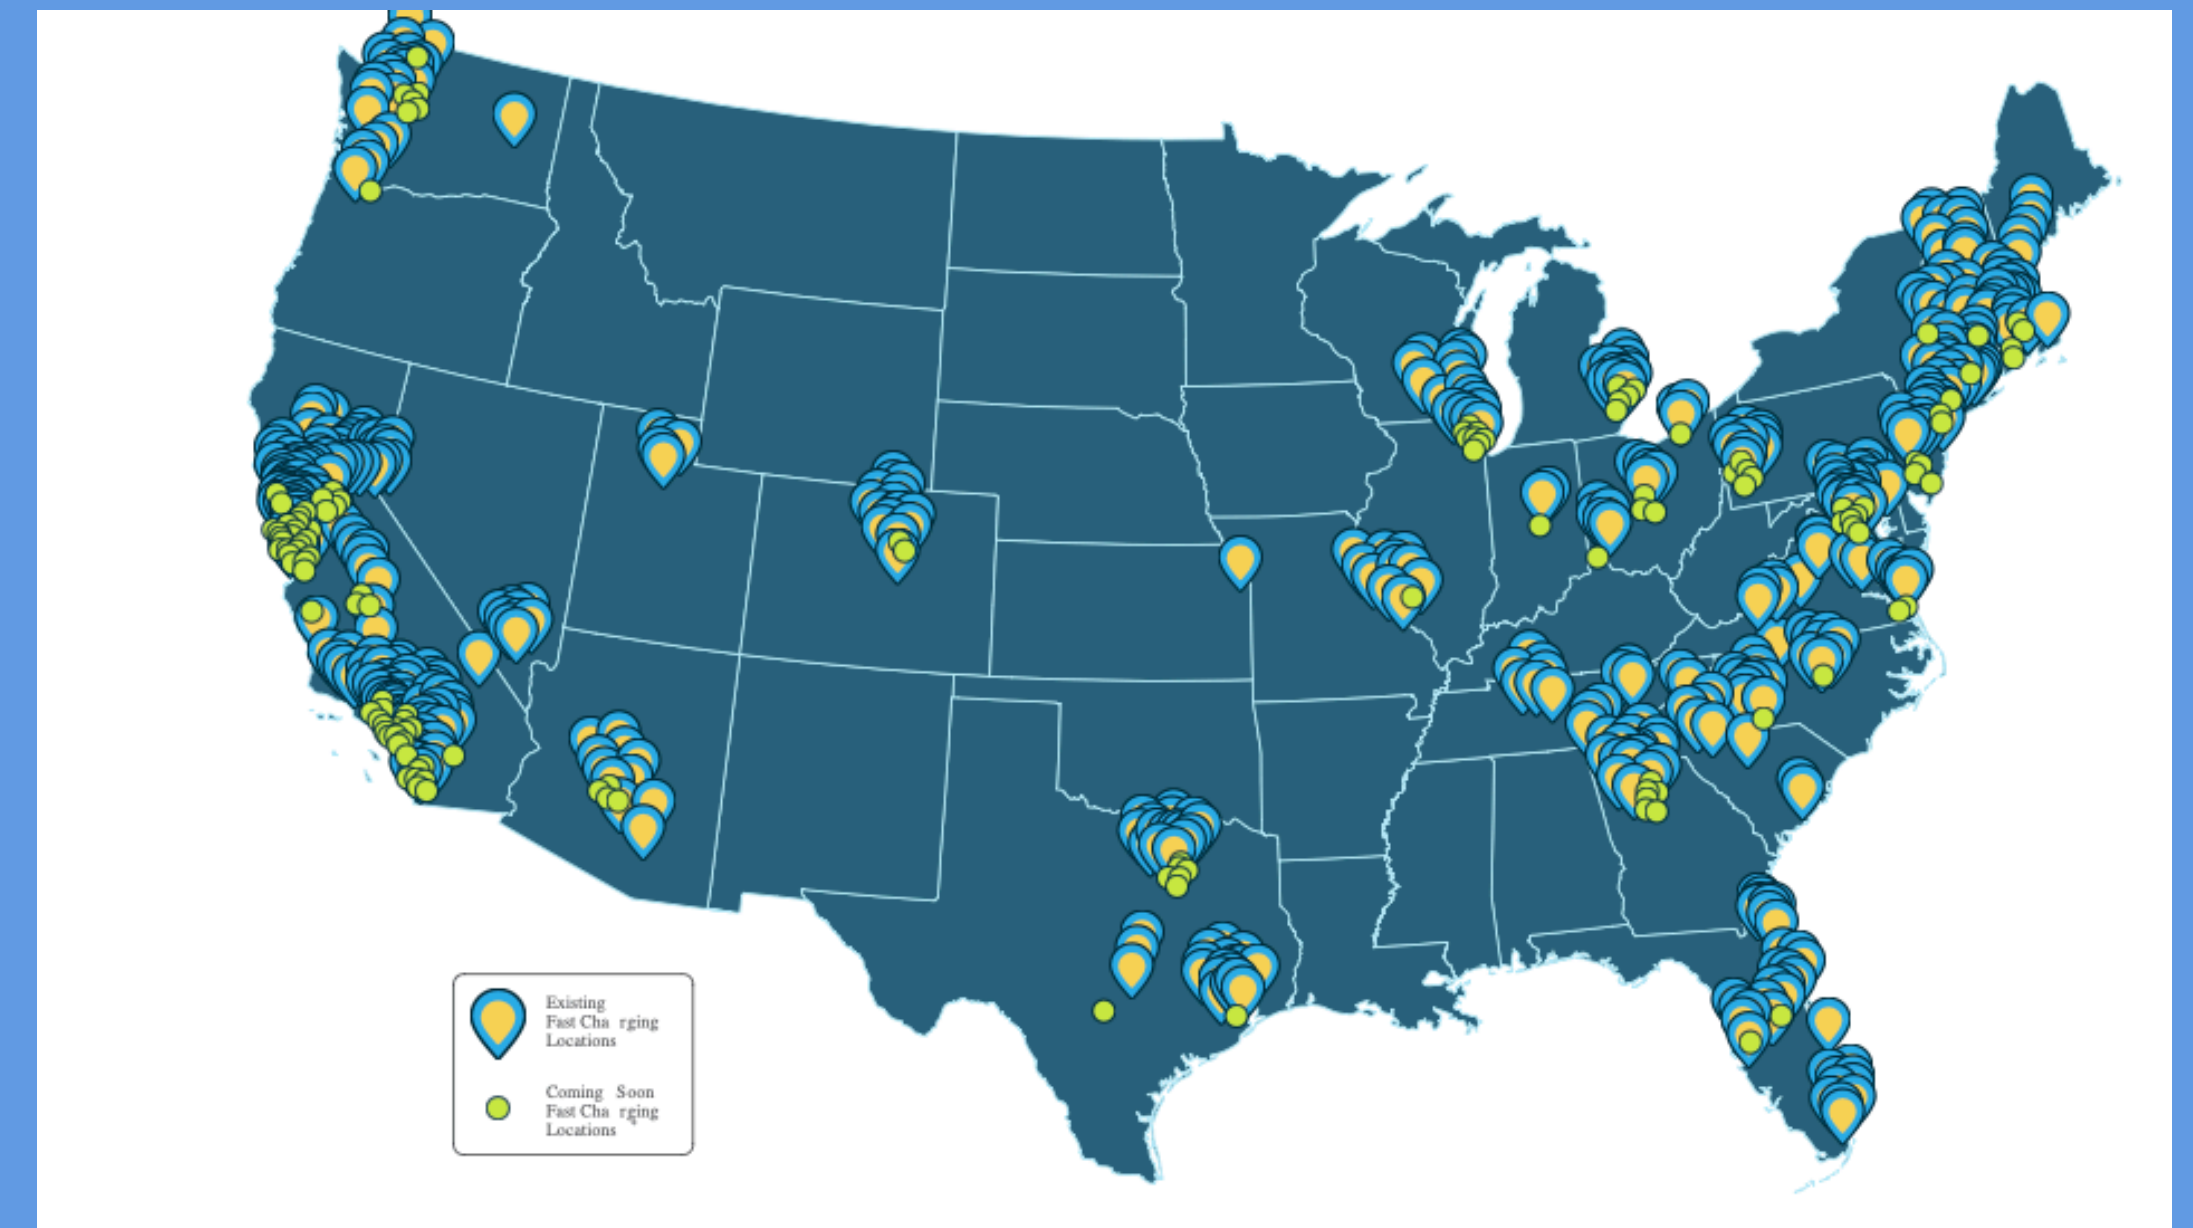 Existing
Fast Cha rging
Locations
Coming Soon
Fast Cha rging
Locations